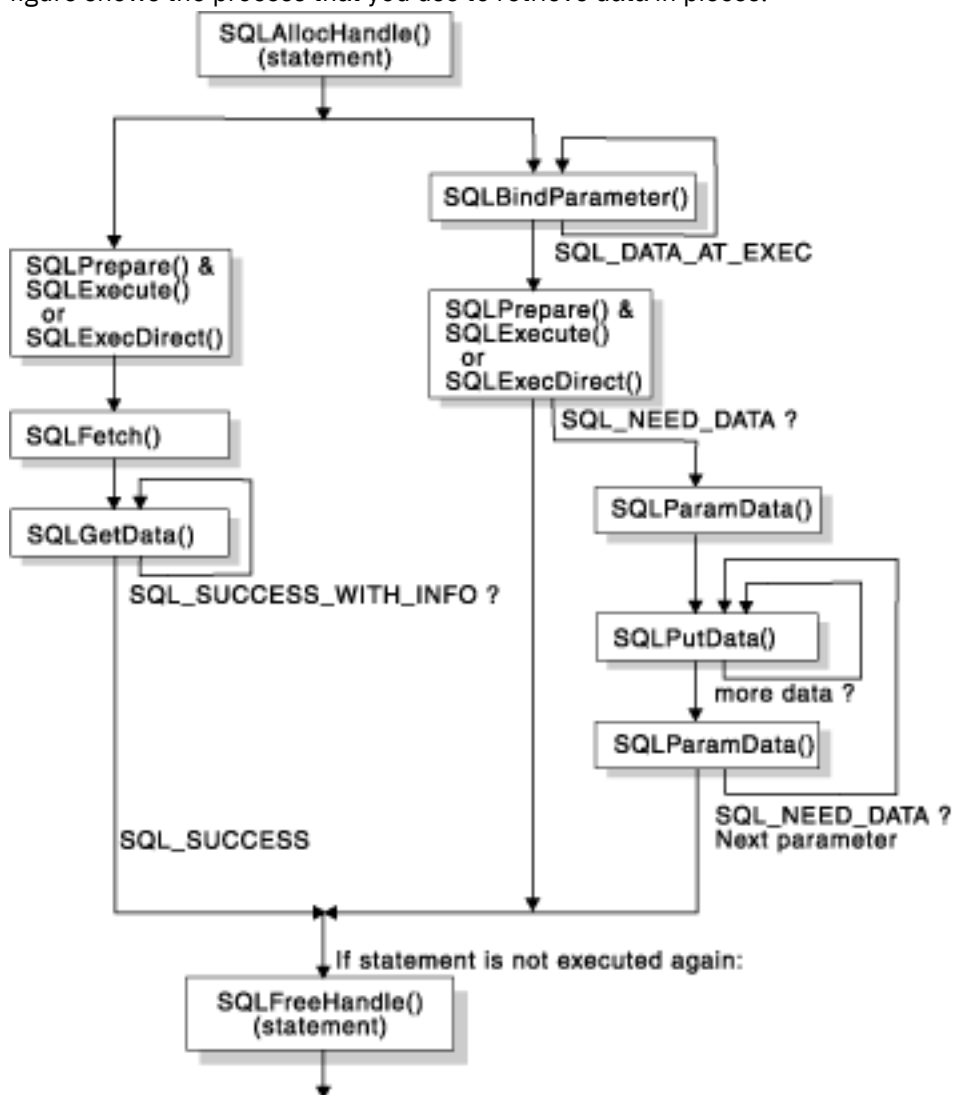 figure shows the process that you use to retrieve data in pieces.
SQLAllocHandle()
(statement)
SQLBindParameter()
SQL_DATA_AT_EXEC
SQLPrepare() &
SQLExecute()
or
SQLExecDirect()
SQLPrepare() &
SQLExecute()
or
SQLExecDirect()
SQL_NEED_DATA ?
SQLFetch()
SQLGetData()
SQL_SUCCESS_WITH_INFO ?
SQLParamData()
SQLPutData()
more data ?
SQLParamData()
SQL_NEED_DATA ?
Next parameter
SQL_SUCCESS
If statement is not executed again:
SQLFreeHandle()
(statement)